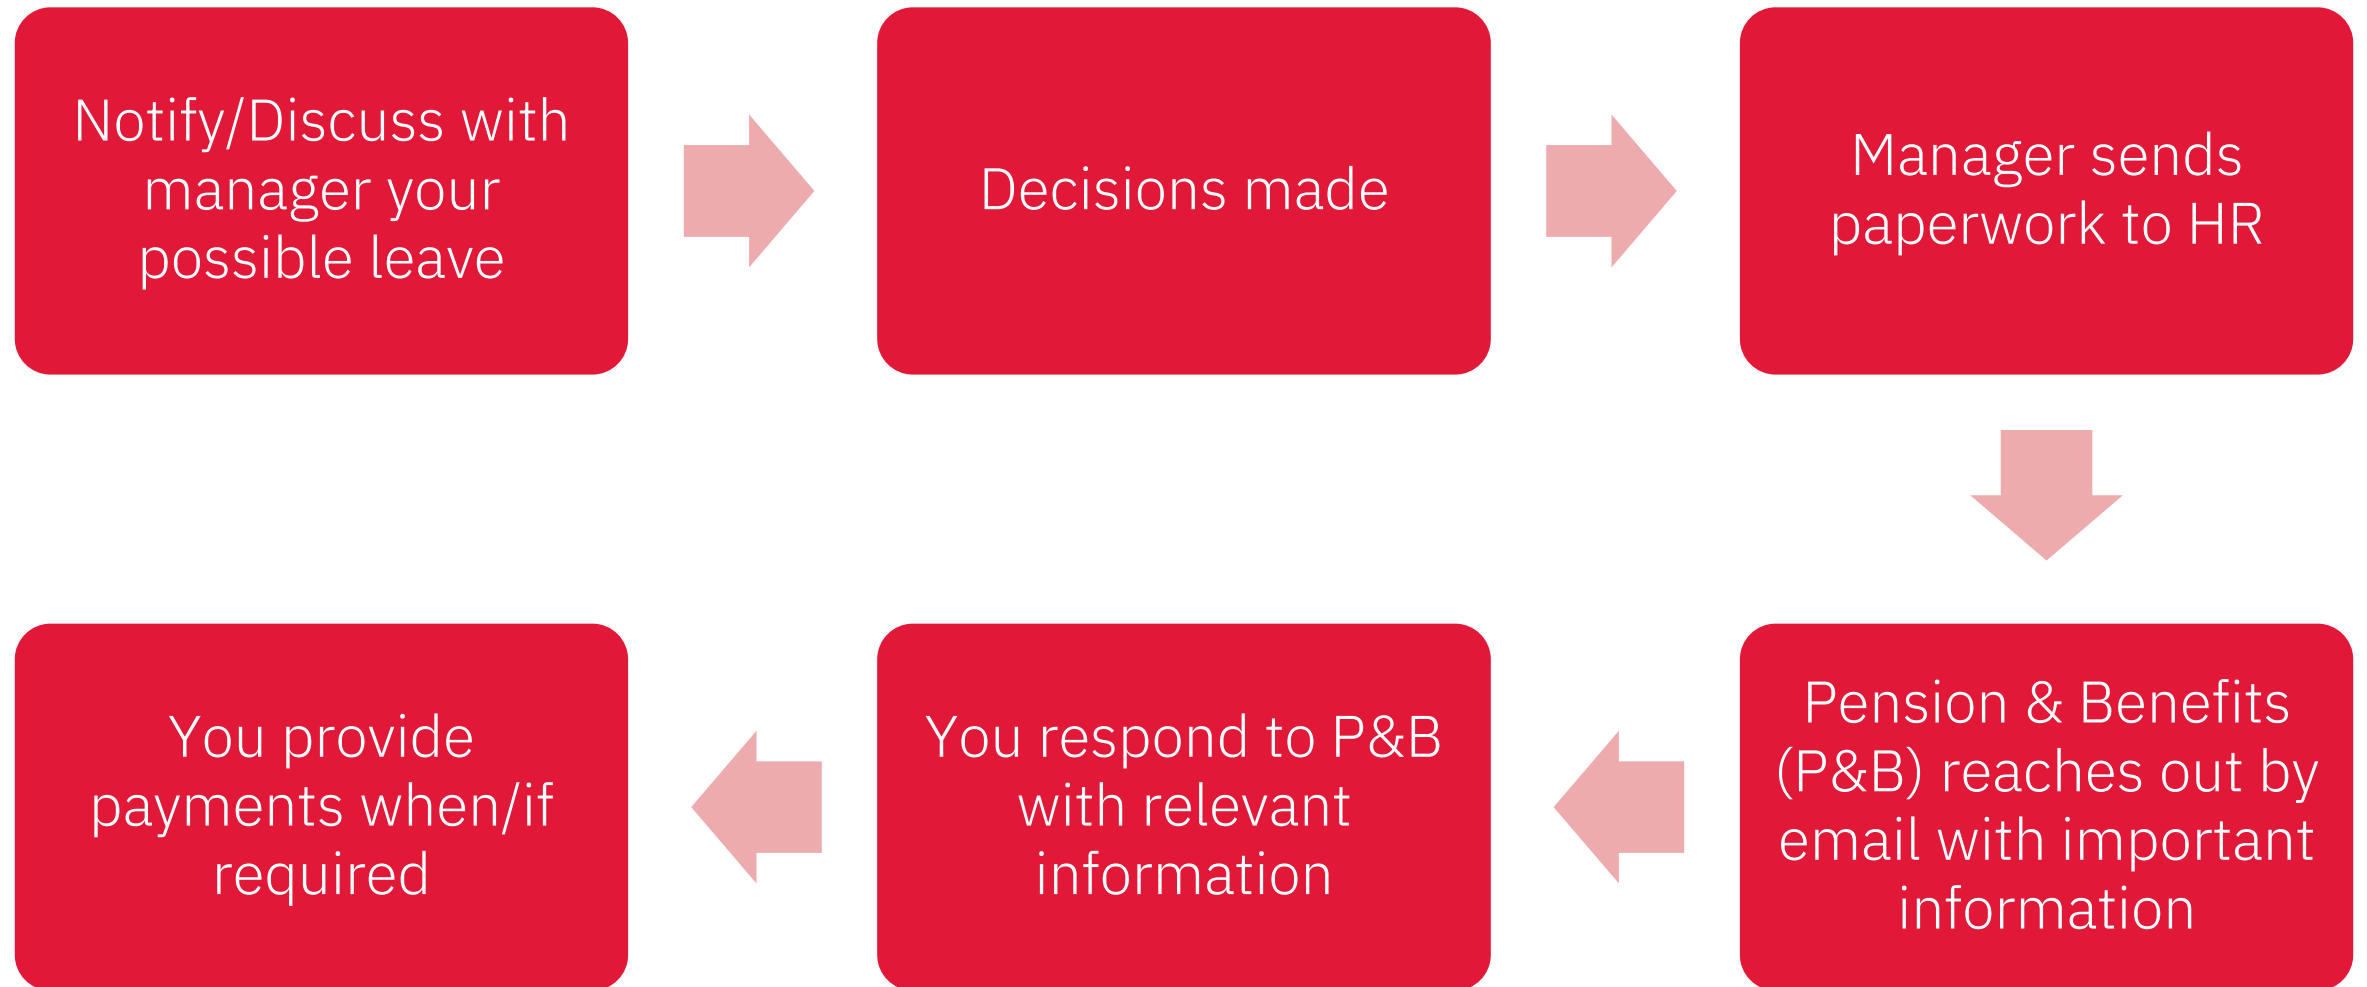 Notify/Discuss with
manager your
possible leave
Decisions made
Manager sends
paperwork to HR
Pension & Benefits
(P&B) reaches out by
email with important
information
You respond to P&B
with relevant
information
You provide
payments when/if
required